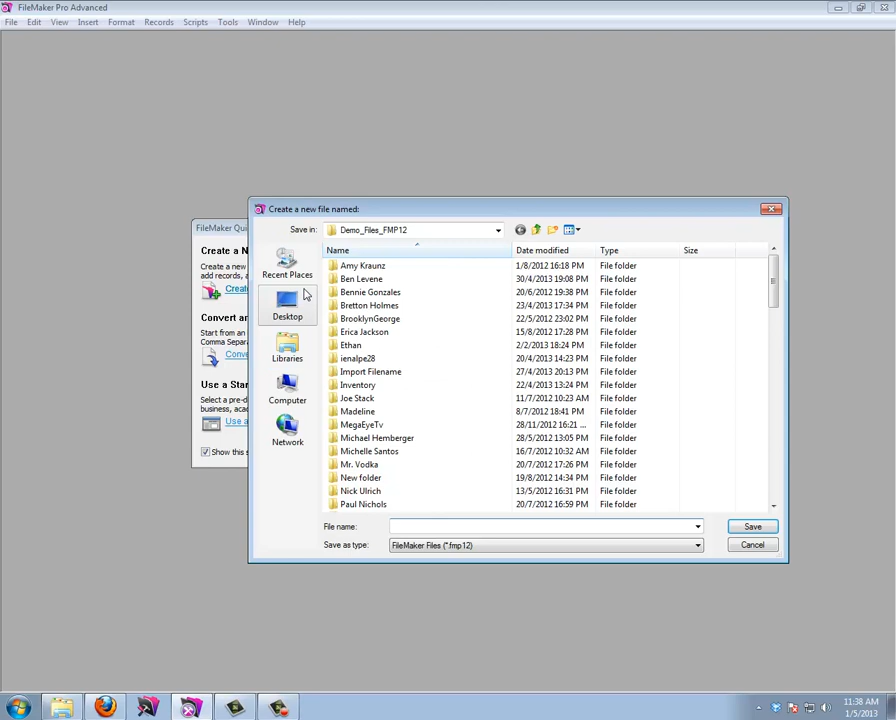 FileMaker Pro Advanced
File Edit View Insert Format Records Scripts Tools Window Help
FileMaker Qui
Create a N
Create a new f
add records, a
Create
Convert an
Start from an
Comma Separa
Conve
Use a Star
Select a pre-d
business, acad
Use a
Show this s
Create a new file named:
Save in: Demo_Files_FMP12
Recent Places
Desktop
Libraries
Computer
Network
Name Date modified Type Size
Amy Kraunz 1/8/2012 16:18 PM File folder
Ben Levene 30/4/2013 19:08 PM File folder
Bennie Gonzales 20/6/2012 19:38 PM File folder
Bretton Holmes 23/4/2013 17:34 PM File folder
BrooklynGeorge 22/5/2012 23:02 PM File folder
Erica Jackson 15/8/2012 17:28 PM File folder
Ethan 2/2/2013 18:24 PM File folder
ienalpe28 20/4/2013 14:23 PM File folder
Import Filename 27/4/2013 20:13 PM File folder
Inventory 22/4/2013 13:24 PM File folder
Joe Stack 11/7/2012 10:23 AM File folder
Madeline 8/7/2012 18:41 PM File folder
MegaEyeTv 28/11/2012 16:21 ... File folder
Michael Hemberger 28/5/2012 13:05 PM File folder
Michelle Santos 16/7/2012 10:32 AM File folder
Mr. Vodka 20/7/2012 17:26 PM File folder
New folder 19/8/2012 14:34 PM File folder
Nick Ulrich 13/5/2012 16:31 PM File folder
Paul Nichols 20/7/2012 16:59 PM File folder
File name: Save
Save as type: FileMaker Files (*.fmp12) Cancel
11:38 AM
1/5/2013